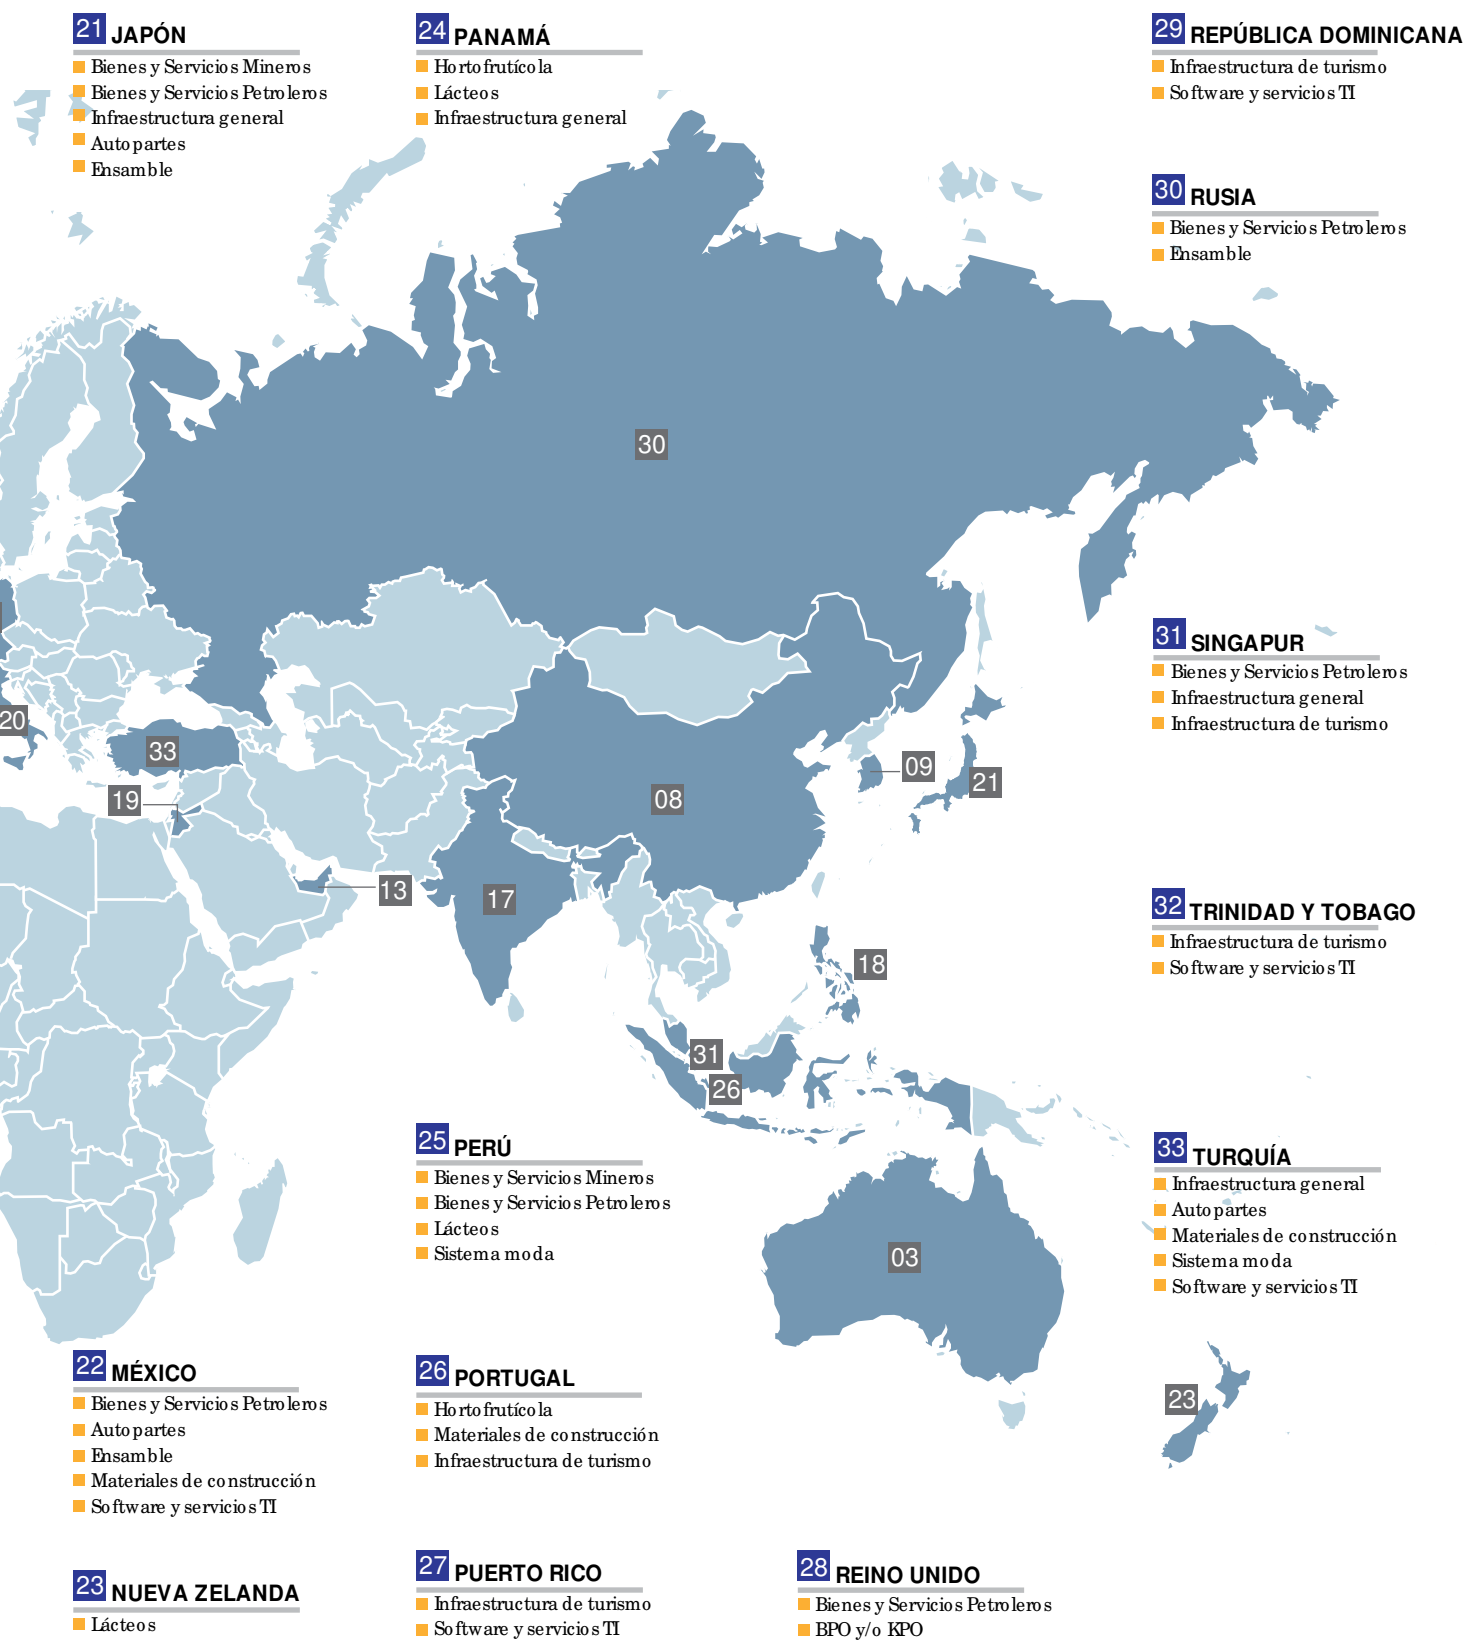 21 JAPÓN
Bienes y Servicios Mineros
Bienes y Servicios Petroleros
Infraestructura general
Autopartes
Ensamble
24 PANAMÁ
Hortofrutícola
Lácteos
Infraestructura general
29 REPÚBLICA DOMINICANA
Infraestructura de turismo
Software y servicios TI
30 RUSIA
Bienes y Servicios Petroleros
Ensamble
30
31 SINGAPUR
Bienes y Servicios Petroleros
Infraestructura general
Infraestructura de turismo
20
33
09
21
19
08
13
17
32 TRINIDAD Y TOBAGO
Infraestructura de turismo
Software y servicios TI
18
31
26
25 PERÚ
Bienes y Servicios Mineros
Bienes y Servicios Petroleros
Lácteos
Sistema moda
03
33 TURQUÍA
Infraestructura general
Autopartes
Materiales de construcción
Sistema moda
Software y servicios TI
22 MÉXICO
Bienes y Servicios Petroleros
Autopartes
Ensamble
Materiales de construcción
Software y servicios TI
26 PORTUGAL
Hortofrutícola
Materiales de construcción
Infraestructura de turismo
23
23 NUEVA ZELANDA
Lácteos
27 PUERTO RICO
Infraestructura de turismo
Software y servicios TI
28 REINO UNIDO
Bienes y Servicios Petroleros
BPO y/o KPO